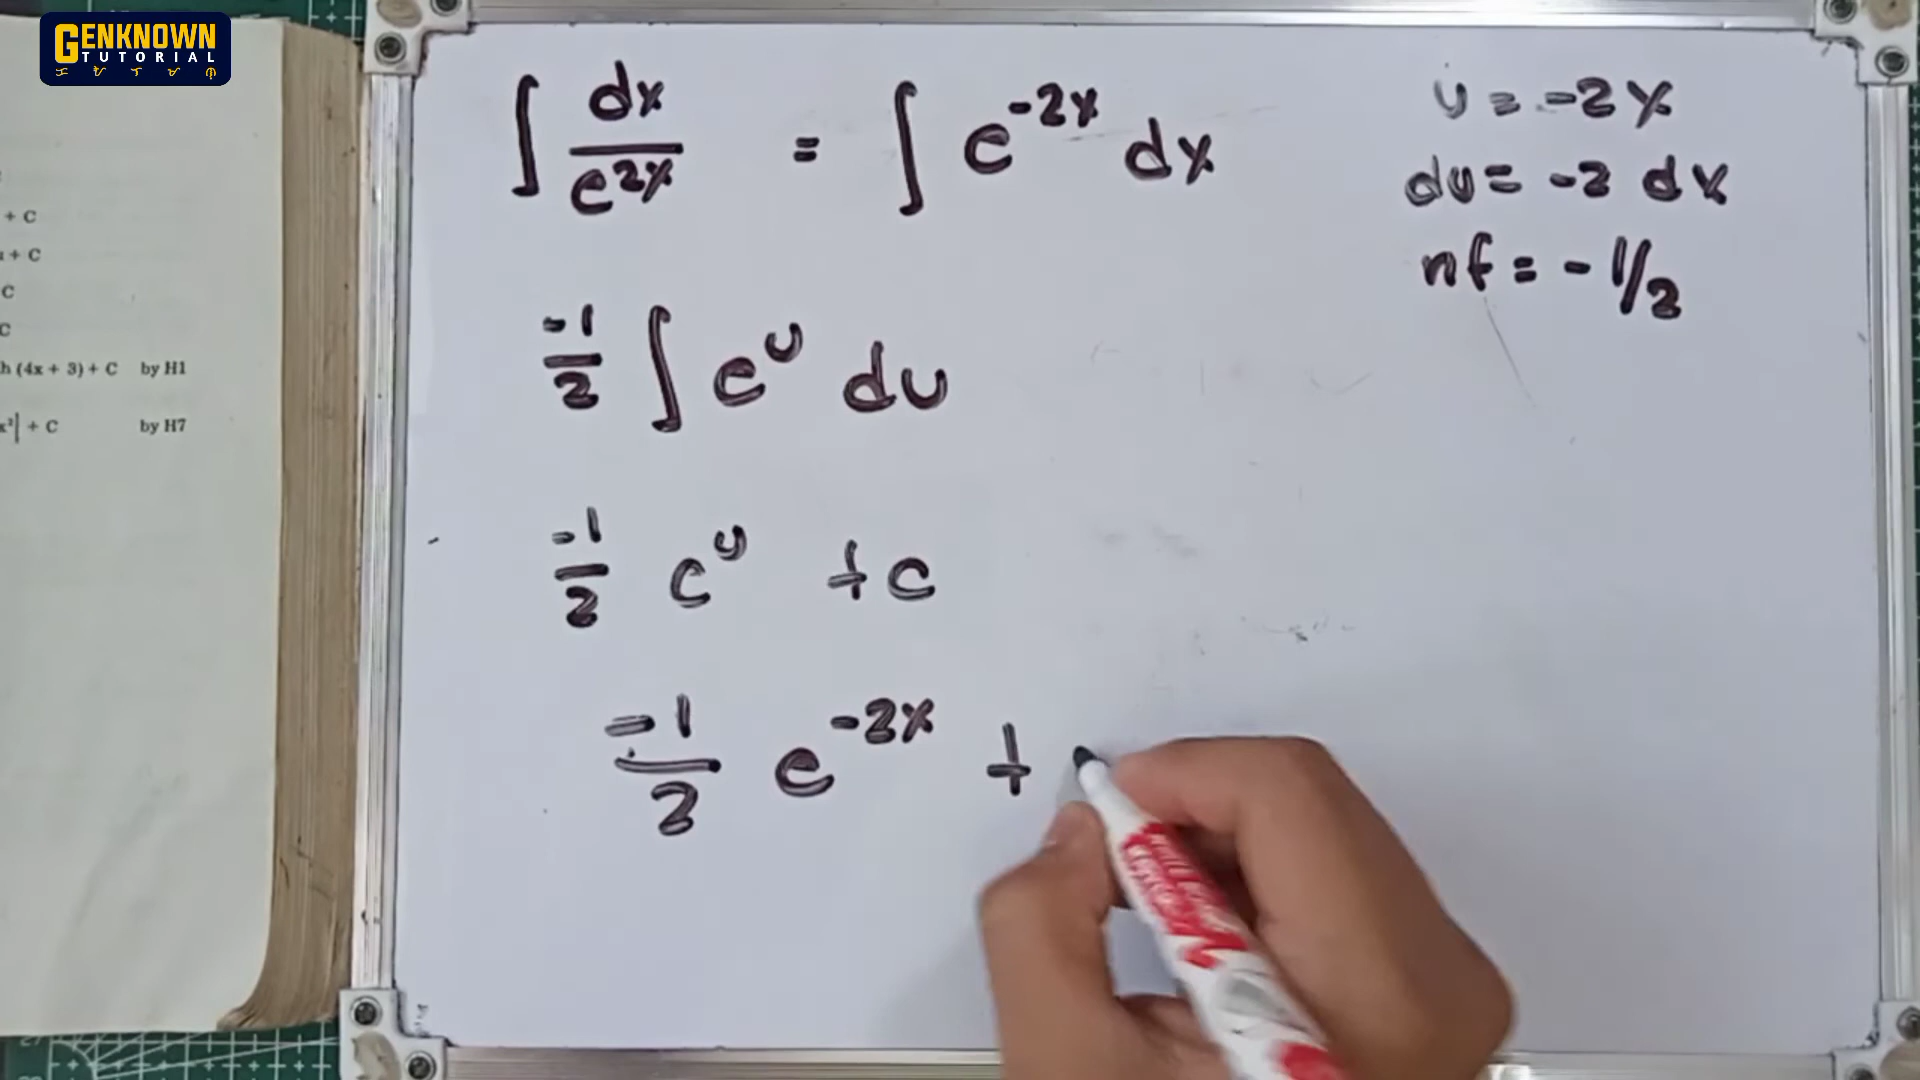 GENKNOWN
TUTORIAL
+ C
+ C
C
C
h (4x + 3) + C by H1
x²| + C by H7
∫ dx/e^2x = ∫ e^-2x dx
u = -2x
du = -2 dx
nf = -1/2
-1/2 ∫ e^u du
-1/2 e^u + c
-1/2 e^-2x +